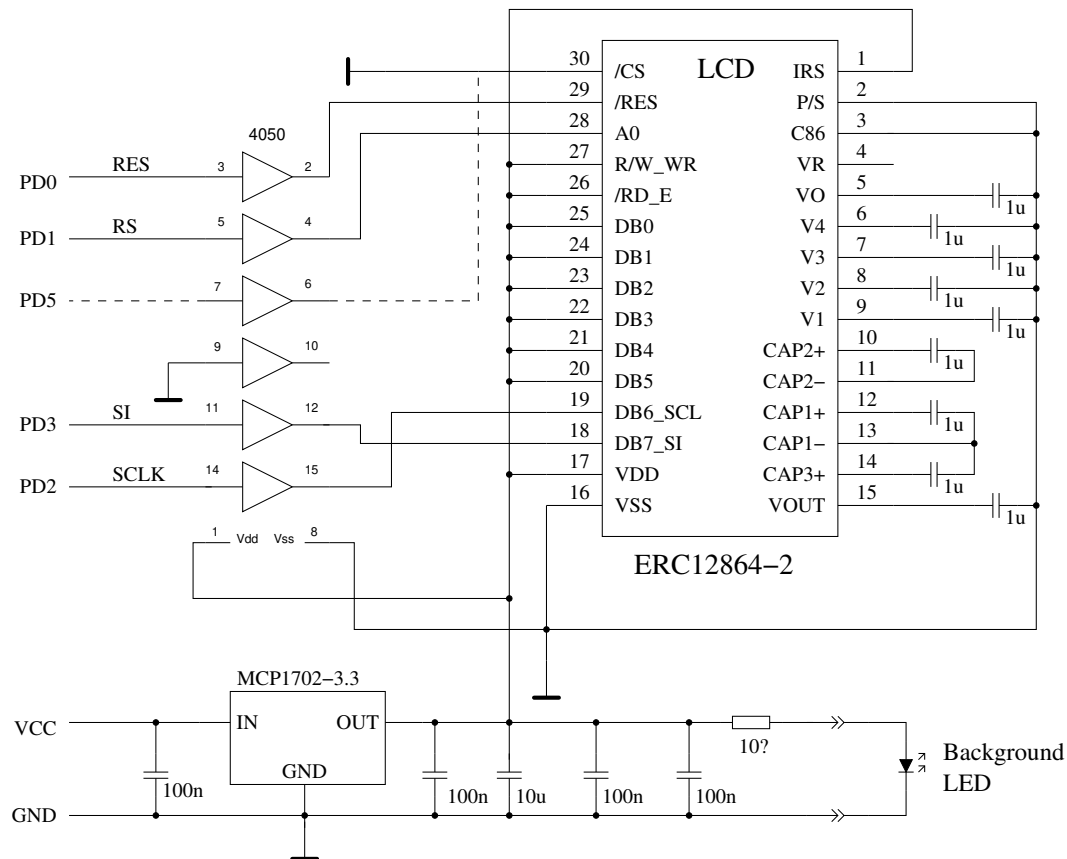 LCD
30 /CS IRS 1
29 /RES P/S 2
28 A0 C86 3
27 R/W_WR VR 4
26 /RD_E VO 5
1u
25 DB0 V4 6
1u
24 DB1 V3 7
1u
23 DB2 V2 8
1u
22 DB3 V1 9
1u
21 DB4 CAP2+ 10
1u
20 DB5 CAP2− 11
19 DB6_SCL CAP1+ 12
1u
18 DB7_SI CAP1− 13
17 VDD CAP3+ 14
1u
16 VSS VOUT 15
1u
ERC12864−2
4050
PD0 RES 3 2
PD1 RS 5 4
PD5 7 6
9 10
PD3 SI 11 12
PD2 SCLK 14 15
1 Vdd Vss 8
MCP1702−3.3
VCC IN OUT
GND
10?
100n 100n 10u 100n 100n
GND
Background
LED